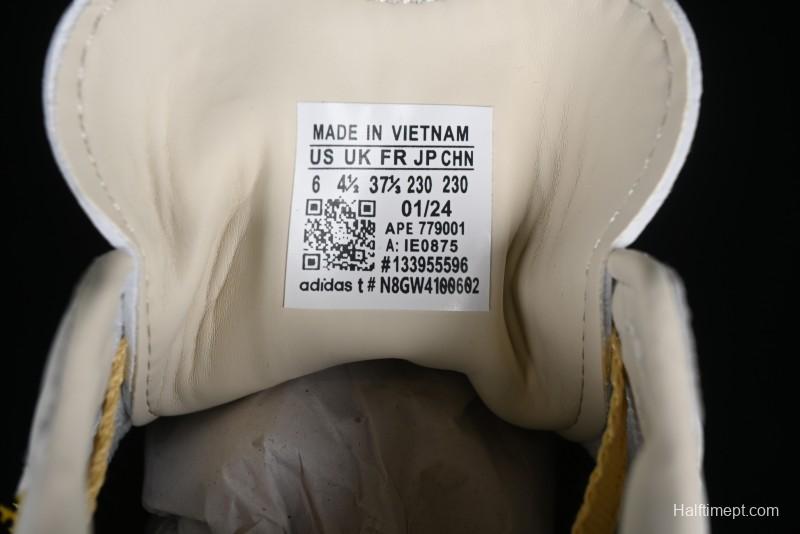 MADE IN VIETNAM
US UK FR JP CHN
6 4½ 37⅓ 230 230
01/24
APE 779001
A: IE0875
#133955596
adidas t# N8GW4100602
Halftimept.com